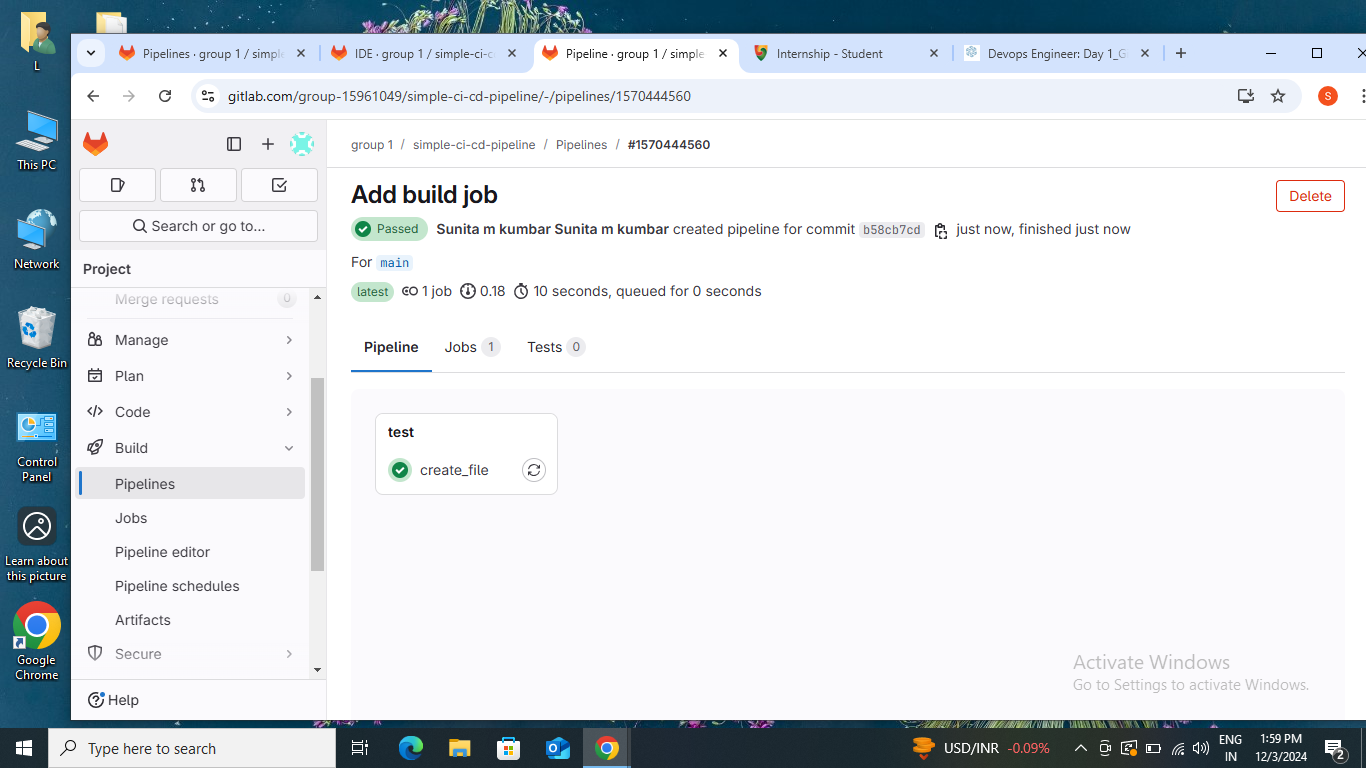 L
This PC
Network
Recycle Bin
Control
Panel
Learn about
this picture
Google
Chrome
Pipelines · group 1 / simple
IDE · group 1 / simple-ci-c
Pipeline · group 1 / simple
Internship - Student
Devops Engineer: Day 1_G
gitlab.com/group-15961049/simple-ci-cd-pipeline/-/pipelines/1570444560
S
Search or go to...
Project
Merge requests 0
Manage
Plan
Code
Build
Pipelines
Jobs
Pipeline editor
Pipeline schedules
Artifacts
Secure
Help
group 1 / simple-ci-cd-pipeline / Pipelines / #1570444560
Add build job
Delete
Passed Sunita m kumbar Sunita m kumbar created pipeline for commit b58cb7cd just now, finished just now
For main
latest 1 job 0.18 10 seconds, queued for 0 seconds
Pipeline Jobs 1 Tests 0
test
create_file
Activate Windows
Go to Settings to activate Windows.
Type here to search
USD/INR -0.09%
ENG
IN
1:59 PM
12/3/2024
2